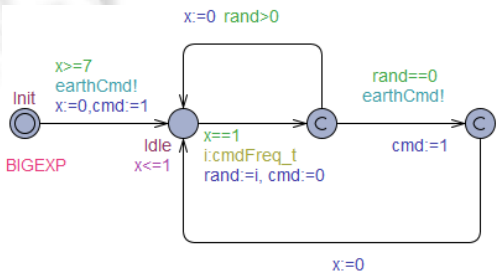 x:=0 rand>0
x>=7
earthCmd!
x:=0,cmd:=1
Init
BIGEXP
Idle
x<=1
x==1
i:cmdFreq_t
rand:=i, cmd:=0
C
rand==0
earthCmd!
C
cmd:=1
x:=0